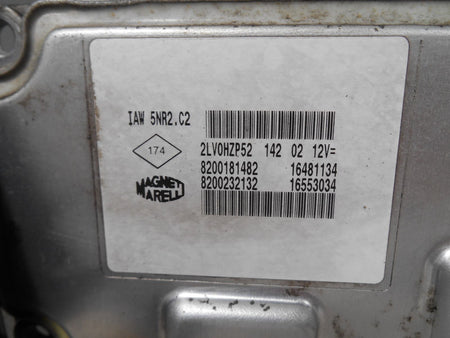 IAW 5NR2.C2
174
2LV0HZP52 142 02 12V=
8200181482 16481134
8200232132 16553034
MAGNETI
MARELLI